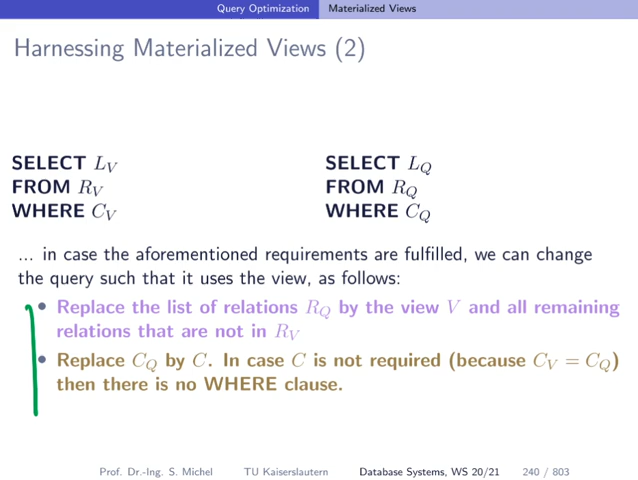 Query Optimization Materialized Views
Harnessing Materialized Views (2)
SELECT L_V SELECT L_Q
FROM R_V FROM R_Q
WHERE C_V WHERE C_Q
... in case the aforementioned requirements are fulfilled, we can change
the query such that it uses the view, as follows:
• Replace the list of relations R_Q by the view V and all remaining
relations that are not in R_V
• Replace C_Q by C. In case C is not required (because C_V = C_Q)
then there is no WHERE clause.
Prof. Dr.-Ing. S. Michel TU Kaiserslautern Database Systems, WS 20/21 240 / 803